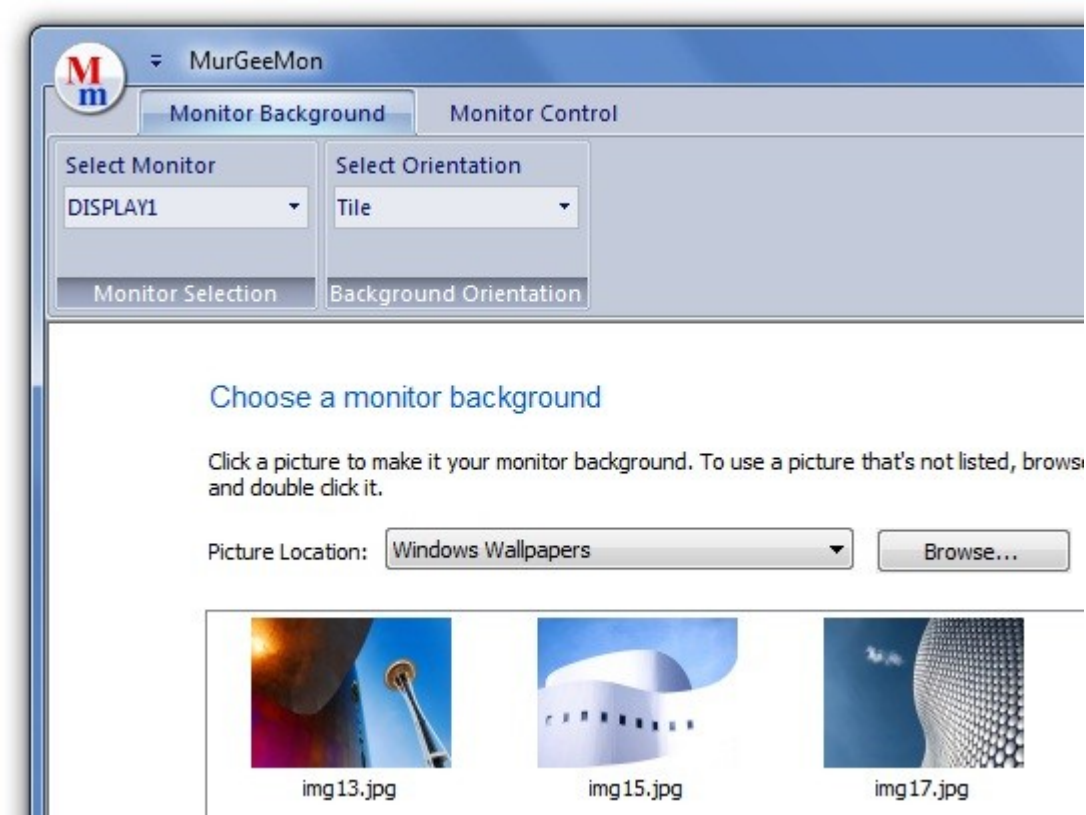 M
m
MurGeeMon
Monitor Background
Monitor Control
Select Monitor
Select Orientation
DISPLAY1
Tile
Monitor Selection
Background Orientation
Choose a monitor background
Click a picture to make it your monitor background. To use a picture that's not listed, browse
and double click it.
Picture Location:
Windows Wallpapers
Browse...
img13.jpg
img15.jpg
img17.jpg